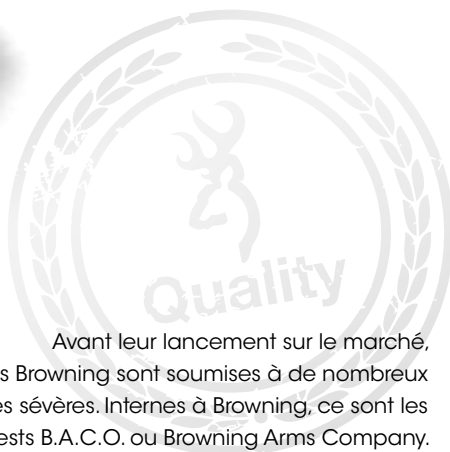 Quality
Avant leur lancement sur le marché,
Browning sont soumises à de nombreux
sévères. Internes à Browning, ce sont les
B.A.C.O. ou Browning Arms Company.